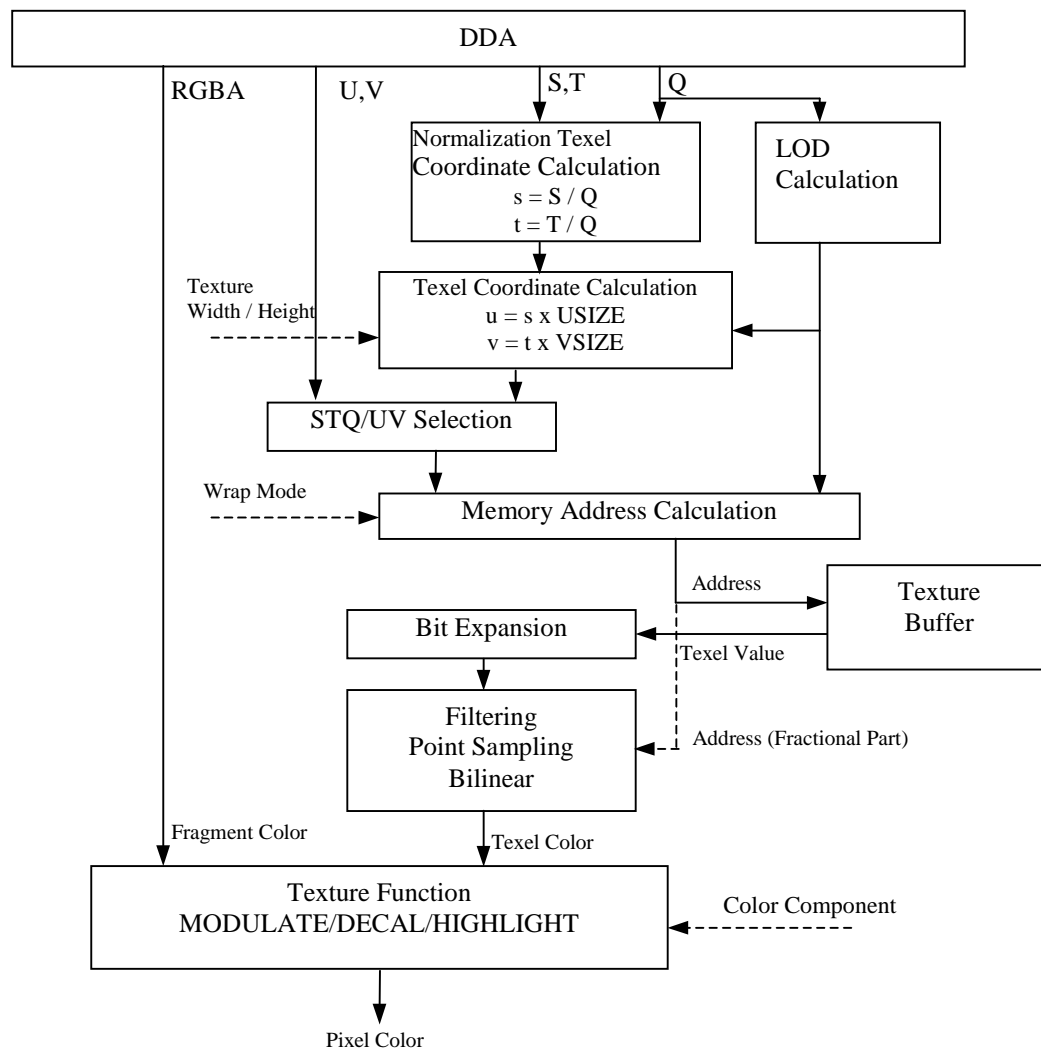 DDA
RGBA
U,V
S,T
Q
Normalization Texel
Coordinate Calculation
s = S / Q
t = T / Q
LOD
Calculation
Texture
Width / Height
Texel Coordinate Calculation
u = s x USIZE
v = t x VSIZE
STQ/UV Selection
Wrap Mode
Memory Address Calculation
Address
Texture
Buffer
Bit Expansion
Texel Value
Filtering
Point Sampling
Bilinear
Address (Fractional Part)
Fragment Color
Texel Color
Texture Function
MODULATE/DECAL/HIGHLIGHT
Color Component
Pixel Color